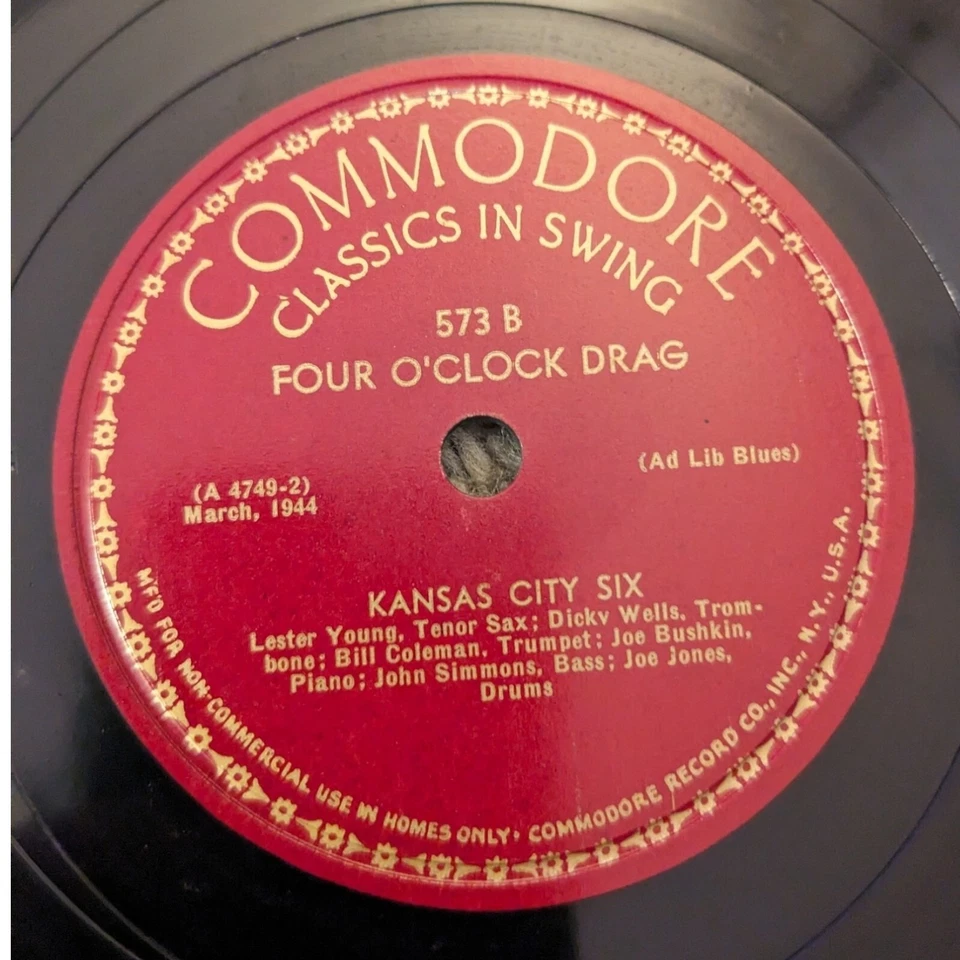 COMMODORE
CLASSICS IN SWING
573 B
FOUR O'CLOCK DRAG
(Ad Lib Blues)
(A 4749-2)
March, 1944
KANSAS CITY SIX
Lester Young, Tenor Sax; Dicky Wells, Trom-
bone; Bill Coleman, Trumpet; Joe Bushkin,
Piano; John Simmons, Bass; Joe Jones,
Drums
M'F'D FOR NON-COMMERCIAL USE IN HOMES ONLY• COMMODORE RECORD CO., INC., N.Y., U.S.A.